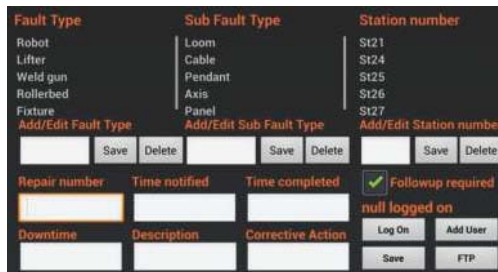 Fault Type Sub Fault Type Station number
Robot Loom St21
Lifter Cable St24
Weld gun Pendant St25
Rollerbed Axis St26
Fixture Panel St27
Add/Edit Fault Type Add/Edit Sub Fault Type Add/Edit Station numbe
Save Delete Save Delete Save Delete
Repair number Time notified Time completed Followup required
null logged on
Downtime Description Corrective Action Log On Add User
Save FTP